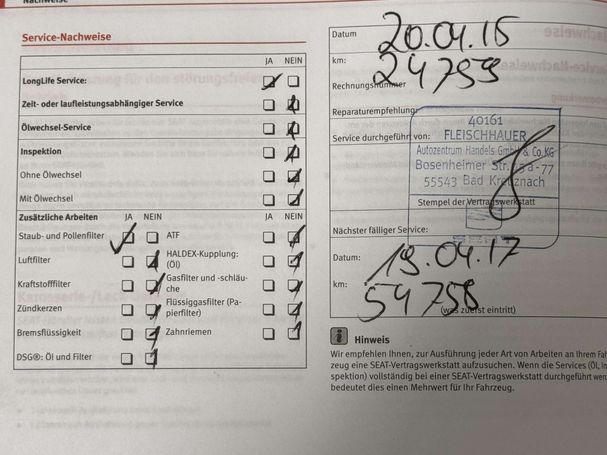 Nachweise
Service-Nachweise
JA NEIN
LongLife Service:
Zeit- oder laufleistungsabhängiger Service
Ölwechsel-Service
Inspektion
Ohne Ölwechsel
Mit Ölwechsel
Zusätzliche Arbeiten JA NEIN JA NEIN
Staub- und Pollenfilter ATF
Luftfilter HALDEX-Kupplung: (Öl)
Kraftstofffilter Gasfilter und -schläu-
che
Zündkerzen Flüssiggasfilter (Pa-
pierfilter)
Bremsflüssigkeit Zahnriemen
DSG®: Öl und Filter
Datum 20.04.15
km: 24759
Rechnungsnummer
Reparaturempfehlung:
Service durchgeführt von:
40161
FLEISCHHAUER
Autozentrum Handels GmbH & Co.KG
Bosenheimer Str. a-77
55543 Bad Kreuznach
Stempel der Vertragswerkstatt
Nächster fälliger Service:
Datum: 19.04.17
km: 54758
(was zuerst eintritt)
Hinweis
Wir empfehlen Ihnen, zur Ausführung jeder Art von Arbeiten an Ihrem Fah
zeug eine SEAT-Vertragswerkstatt aufzusuchen. Wenn die Services (Öl, In
spektion) vollständig bei einer SEAT-Vertragswerkstatt durchgeführt werd
bedeutet dies einen Mehrwert für Ihr Fahrzeug.